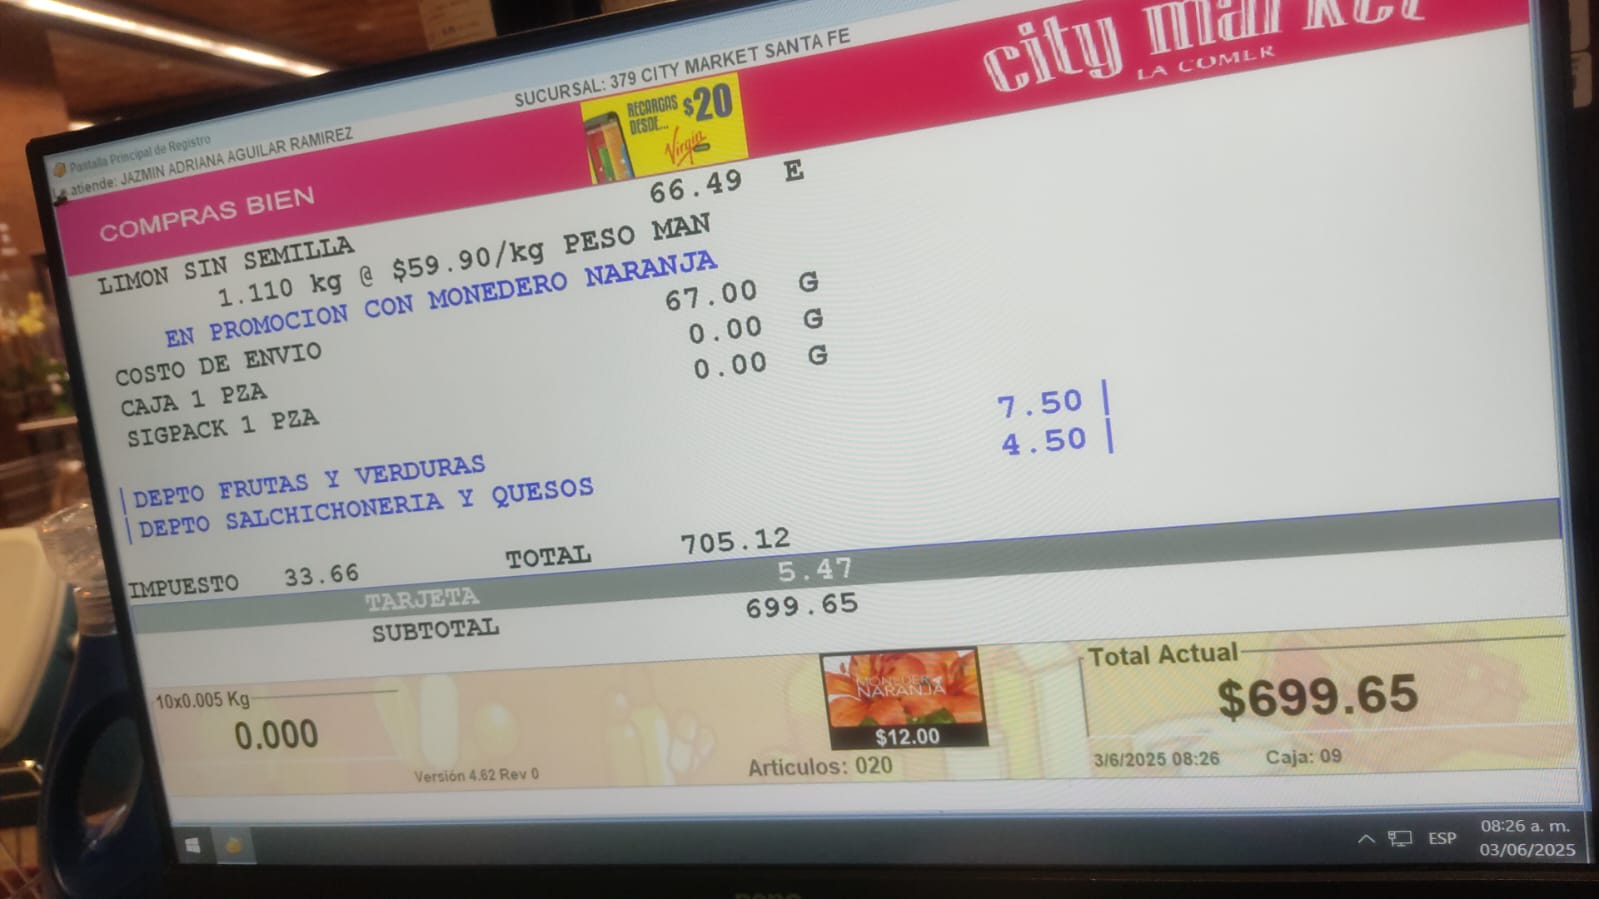 Pantalla Principal de Registro
SUCURSAL: 379 CITY MARKET SANTA FE
Le atiende: JAZMIN ADRIANA AGUILAR RAMIREZ
city market
LA COMER
COMPRAS BIEN
RECARGAS DESDE... $20
Virgin
66.49 E
LIMON SIN SEMILLA
1.110 kg @ $59.90/kg PESO MAN
EN PROMOCION CON MONEDERO NARANJA
COSTO DE ENVIO 67.00 G
CAJA 1 PZA 0.00 G
SIGPACK 1 PZA 0.00 G
|DEPTO FRUTAS Y VERDURAS 7.50 |
|DEPTO SALCHICHONERIA Y QUESOS 4.50 |
IMPUESTO 33.66 TOTAL 705.12
TARJETA 5.47
SUBTOTAL 699.65
10x0.005 Kg
0.000
Versión 4.62 Rev 0
MONEDERO
NARANJA
$12.00
Articulos: 020
Total Actual
$699.65
3/6/2025 08:26 Caja: 09
ESP
08:26 a. m.
03/06/2025